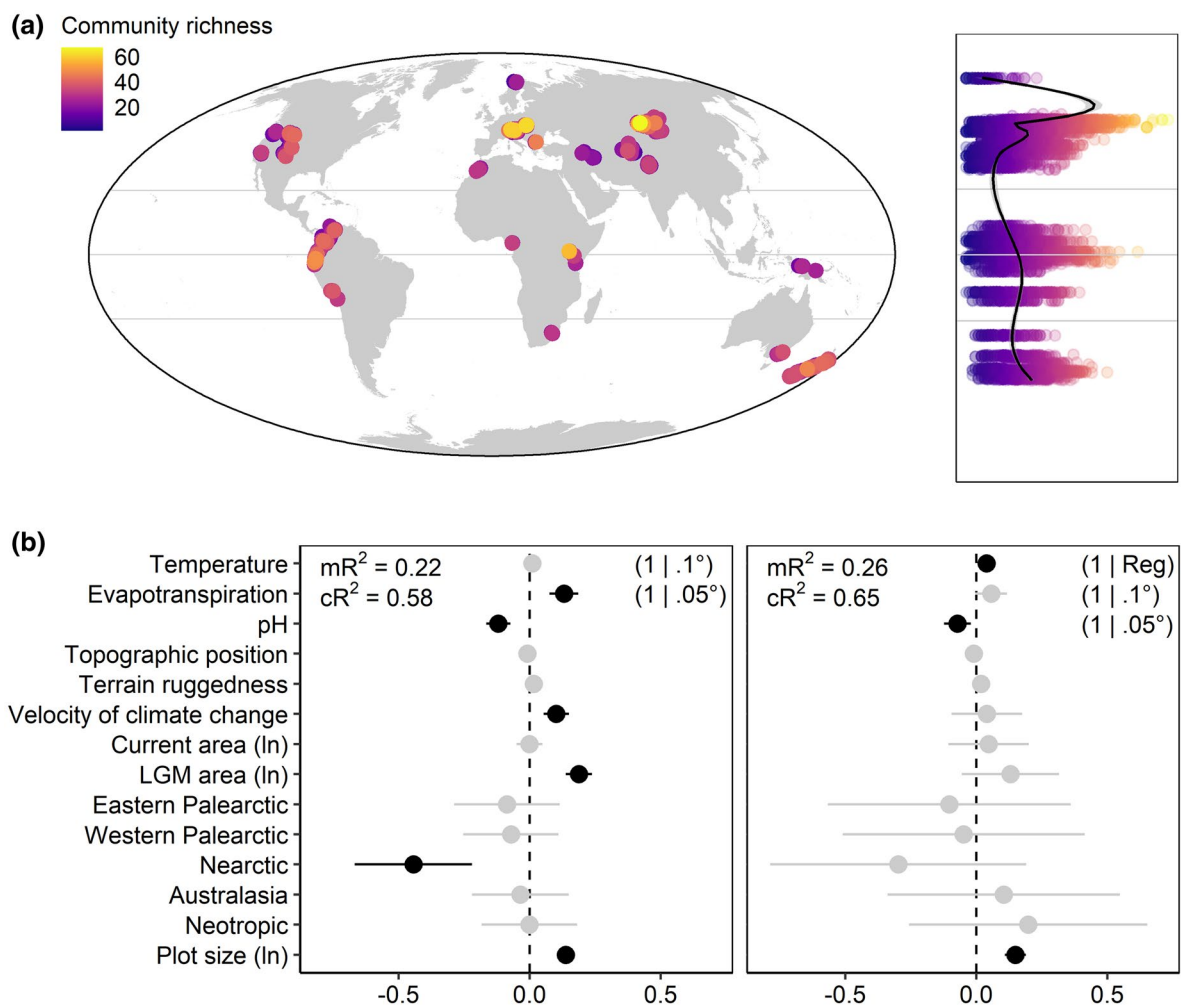 (a) Community richness
60
40
20
(b)
Temperature
Evapotranspiration
pH
Topographic position
Terrain ruggedness
Velocity of climate change
Current area (ln)
LGM area (ln)
Eastern Palearctic
Western Palearctic
Nearctic
Australasia
Neotropic
Plot size (ln)
mR² = 0.22 (1 | .1°)
cR² = 0.58 (1 | .05°)
-0.5 0.0 0.5
mR² = 0.26 (1 | Reg)
cR² = 0.65 (1 | .1°)
(1 | .05°)
-0.5 0.0 0.5